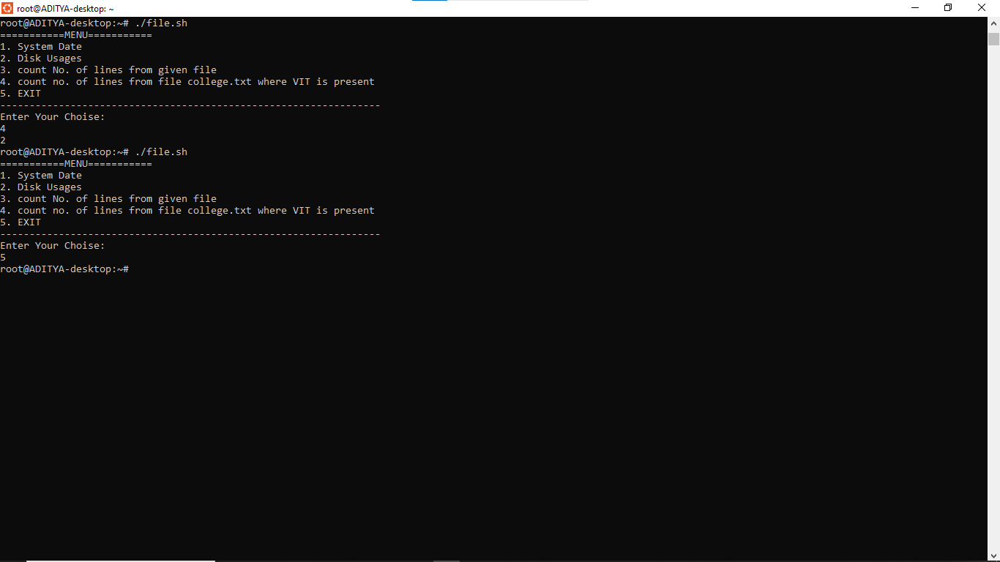 root@ADITYA-desktop: ~
root@ADITYA-desktop:~# ./file.sh
===========MENU===========
1. System Date
2. Disk Usages
3. count No. of lines from given file
4. count no. of lines from file college.txt where VIT is present
5. EXIT
-----------------------------------------------------------------
Enter Your Choise:
4
2
root@ADITYA-desktop:~# ./file.sh
===========MENU===========
1. System Date
2. Disk Usages
3. count No. of lines from given file
4. count no. of lines from file college.txt where VIT is present
5. EXIT
-----------------------------------------------------------------
Enter Your Choise:
5
root@ADITYA-desktop:~#